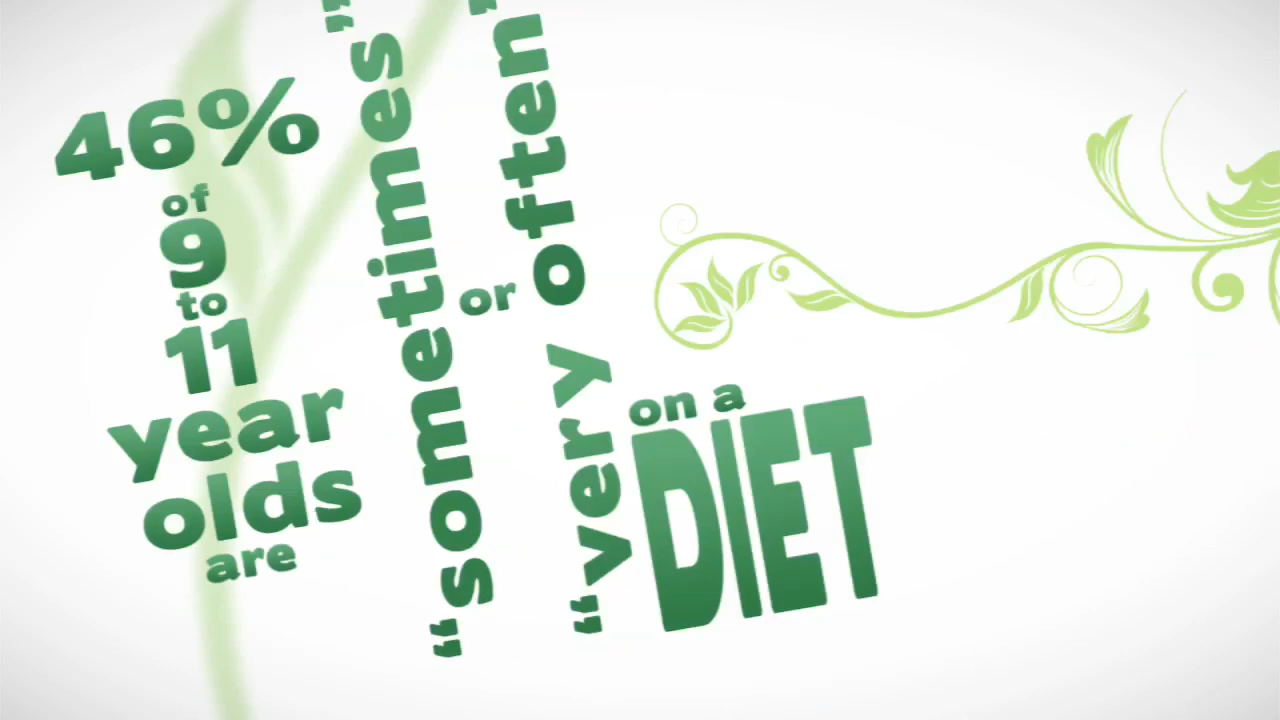 46%
of
9
to
11
year
olds
are
“sometimes”
or
“very often”
on a
DIET